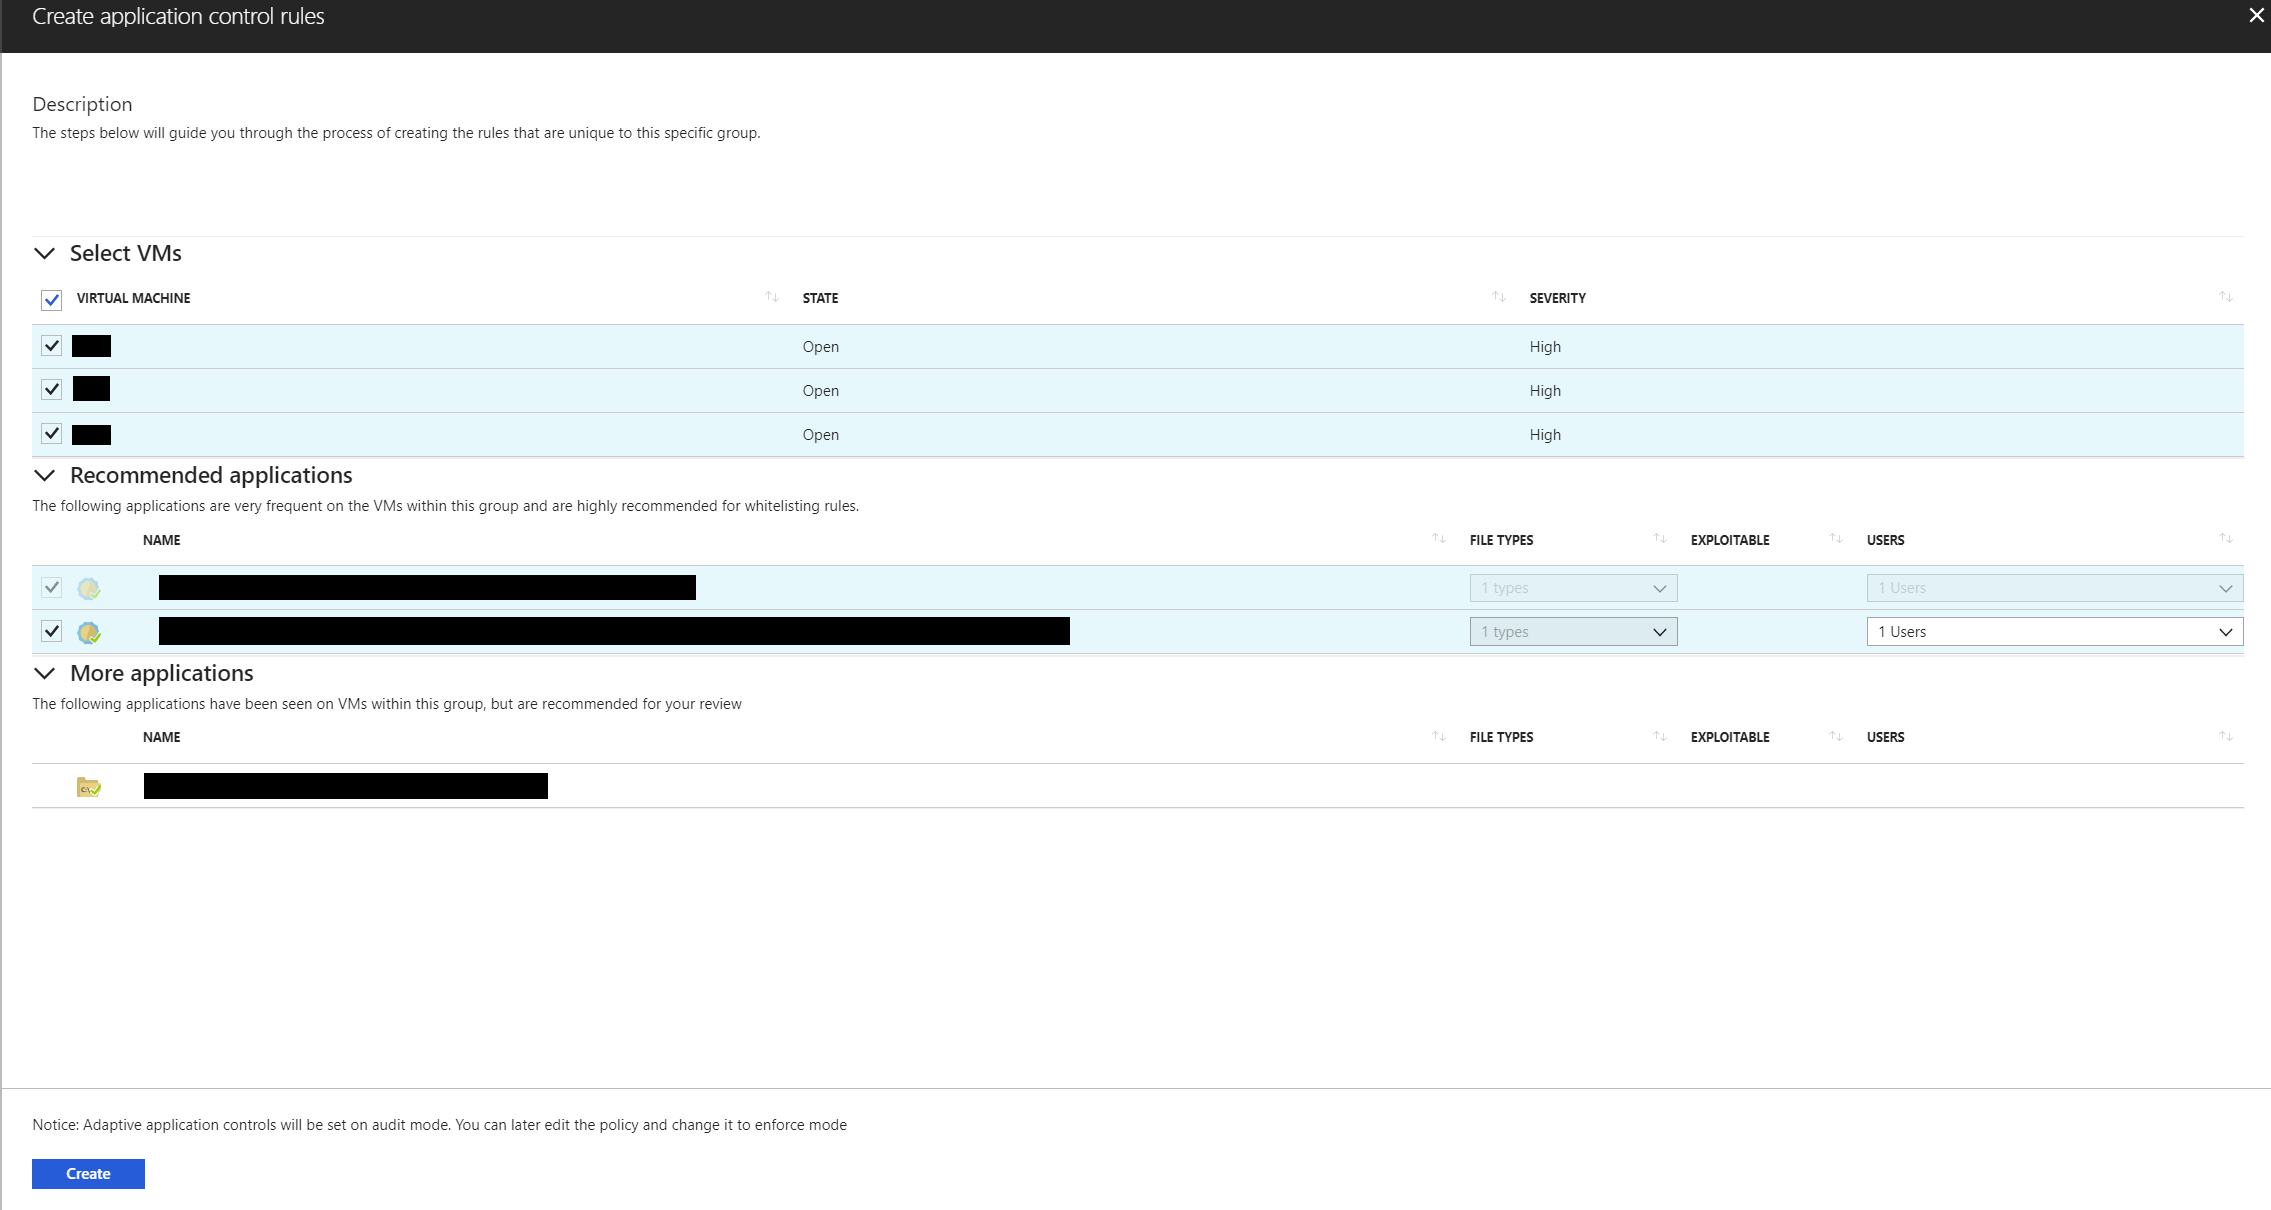 Create application control rules
Description
The steps below will guide you through the process of creating the rules that are unique to this specific group.
Select VMs
VIRTUAL MACHINE STATE SEVERITY
Open High
Open High
Open High
Recommended applications
The following applications are very frequent on the VMs within this group and are highly recommended for whitelisting rules.
NAME FILE TYPES EXPLOITABLE USERS
1 types 1 Users
1 types 1 Users
More applications
The following applications have been seen on VMs within this group, but are recommended for your review
NAME FILE TYPES EXPLOITABLE USERS
Notice: Adaptive application controls will be set on audit mode. You can later edit the policy and change it to enforce mode
Create